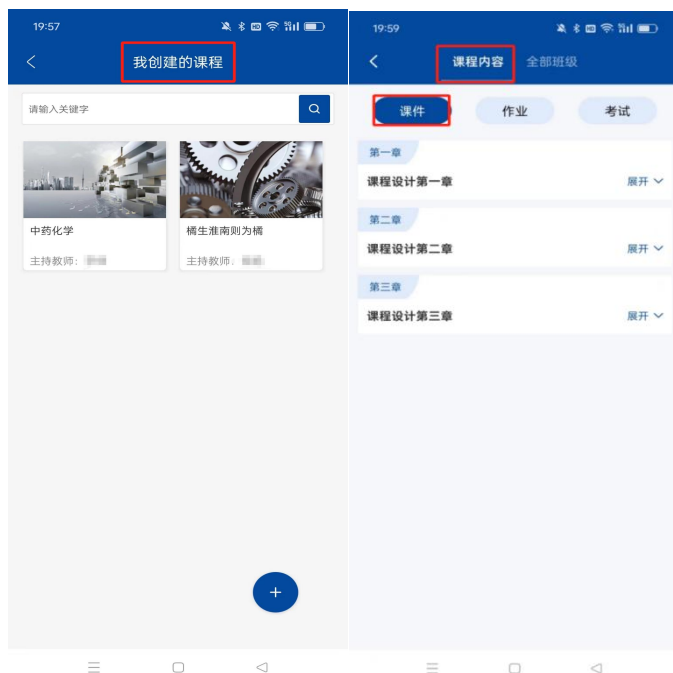 19:57
我创建的课程
请输入关键字
中药化学
主持教师:
橘生淮南则为橘
主持教师:
19:59
课程内容 全部班级
课件 作业 考试
第一章
课程设计第一章 展开
第二章
课程设计第二章 展开
第三章
课程设计第三章 展开